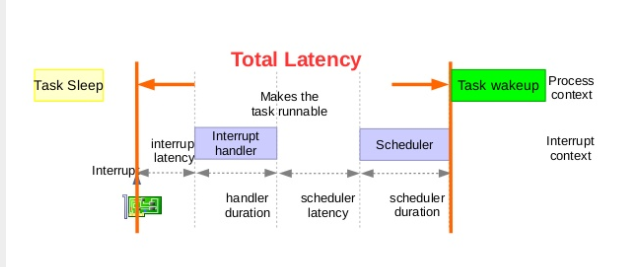 Total Latency
Task Sleep
Task wakeup
Process
context
Makes the
task runnable
Interrupt
handler
Scheduler
Interrupt
context
interrup
latency
Interrup
handler
duration
scheduler
latency
scheduler
duration